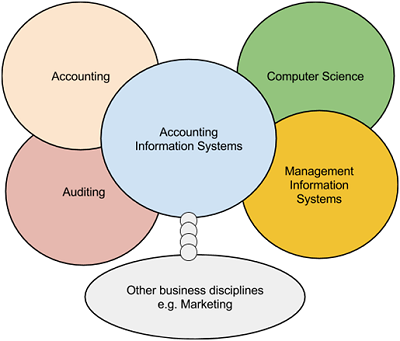 Accounting
Computer Science
Accounting
Information Systems
Auditing
Management
Information
Systems
Other business disciplines
e.g. Marketing